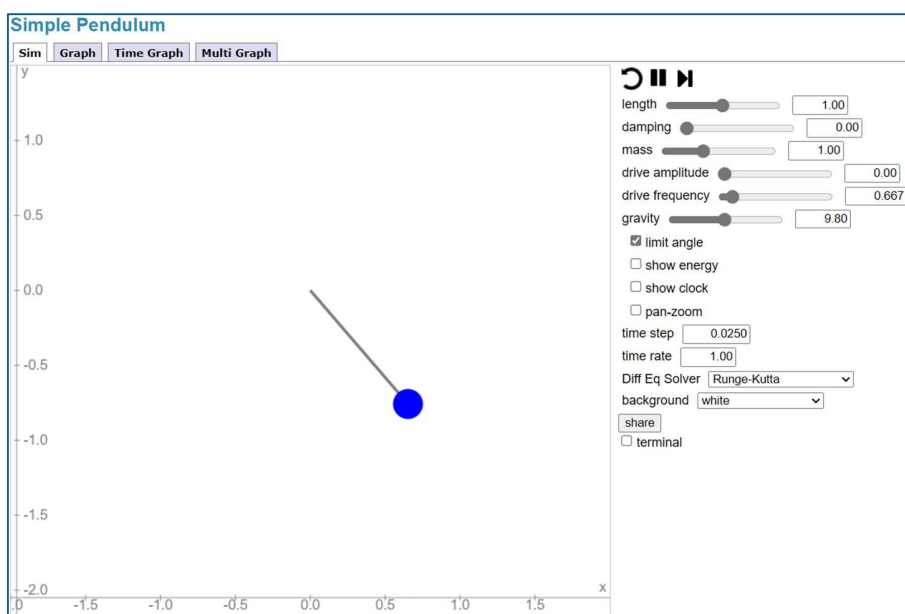 Simple Pendulum
Sim Graph Time Graph Multi Graph
y
1.0
0.5
0.0
-0.5
-1.0
-1.5
-2.0
.0 -1.5 -1.0 -0.5 0.0 0.5 1.0 1.5
x
length 1.00
damping 0.00
mass 1.00
drive amplitude 0.00
drive frequency 0.667
gravity 9.80
limit angle
show energy
show clock
pan-zoom
time step 0.0250
time rate 1.00
Diff Eq Solver Runge-Kutta
background white
share
terminal